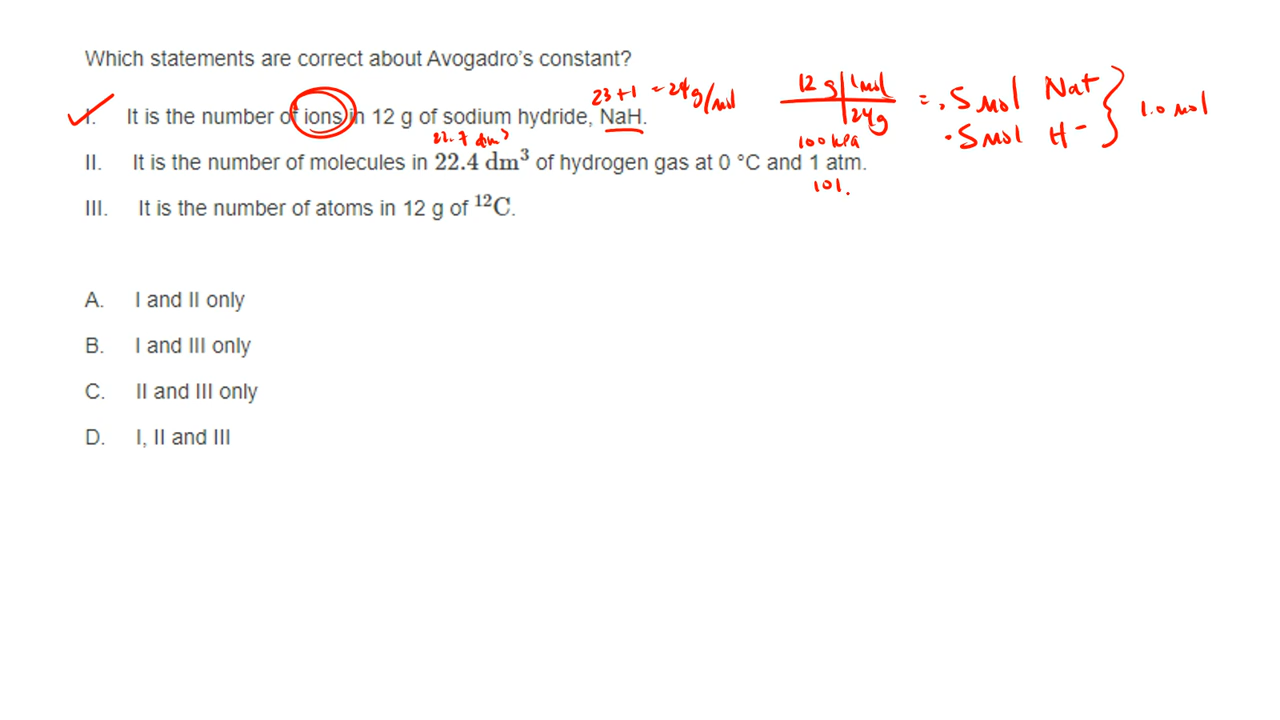 Which statements are correct about Avogadro's constant?
23 + 1 = 24 g/mol
12 g | 1 mol
| 24 g
= .5 mol Na+
.5 mol H-
1.0 mol
I. It is the number of ions in 12 g of sodium hydride, NaH.
22.7 dm³
100 kPa
II. It is the number of molecules in 22.4 dm³ of hydrogen gas at 0 °C and 1 atm.
101.
III. It is the number of atoms in 12 g of ¹²C.
A. I and II only
B. I and III only
C. II and III only
D. I, II and III